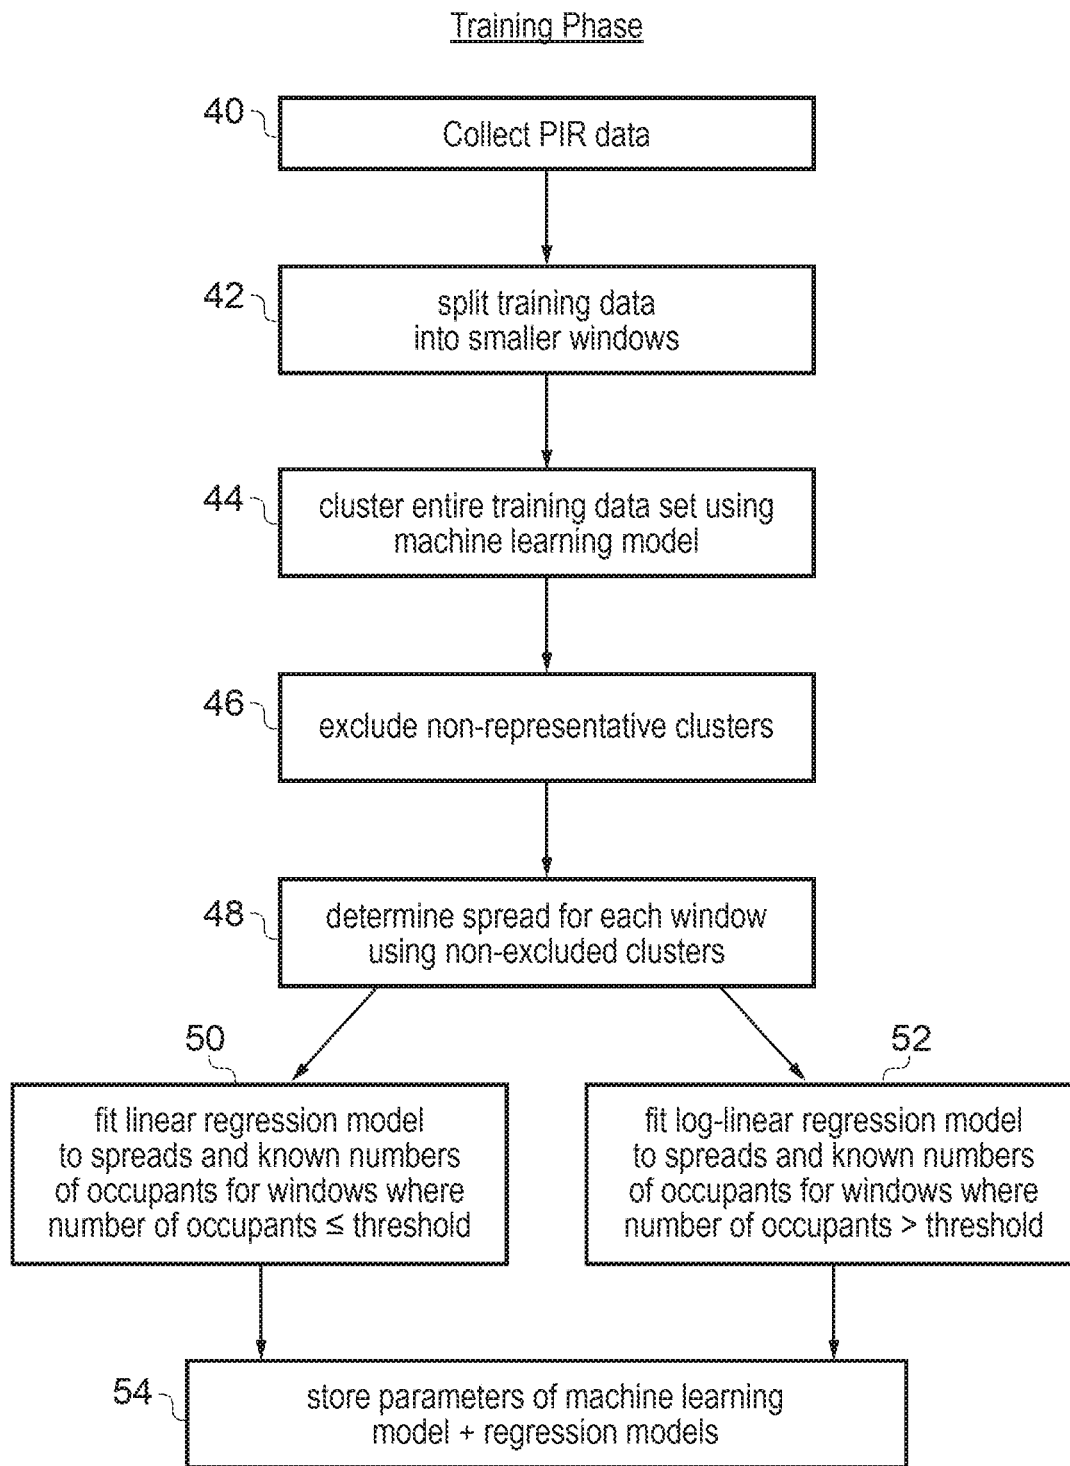 Training Phase
40
Collect PIR data
42
split training data
into smaller windows
44
cluster entire training data set using
machine learning model
46
exclude non-representative clusters
48
determine spread for each window
using non-excluded clusters
50
fit linear regression model
to spreads and known numbers
of occupants for windows where
number of occupants ≤ threshold
52
fit log-linear regression model
to spreads and known numbers
of occupants for windows where
number of occupants > threshold
54
store parameters of machine learning
model + regression models